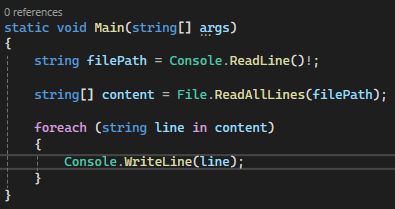 0 references
static void Main(string[] args)
{
    string filePath = Console.ReadLine()!;
    string[] content = File.ReadAllLines(filePath);
    foreach (string line in content)
    {
        Console.WriteLine(line);
    }
}